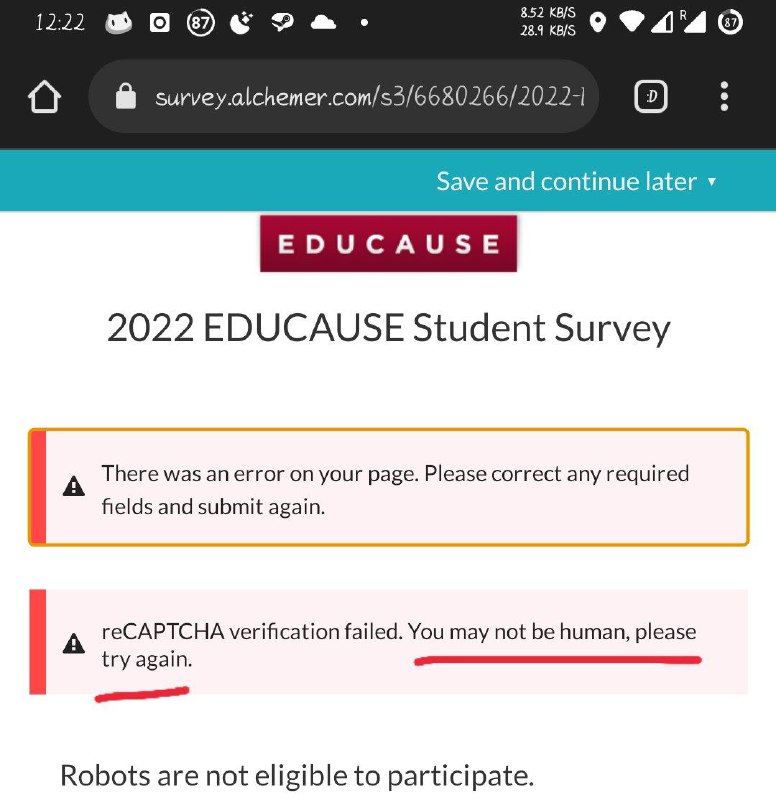 12:22 87 8.52 KB/S R 87
28.9 KB/S
survey.alchemer.com/s3/6680266/2022- :D
Save and continue later
EDUCAUSE
2022 EDUCAUSE Student Survey
There was an error on your page. Please correct any required
fields and submit again.
reCAPTCHA verification failed. You may not be human, please
try again.
Robots are not eligible to participate.